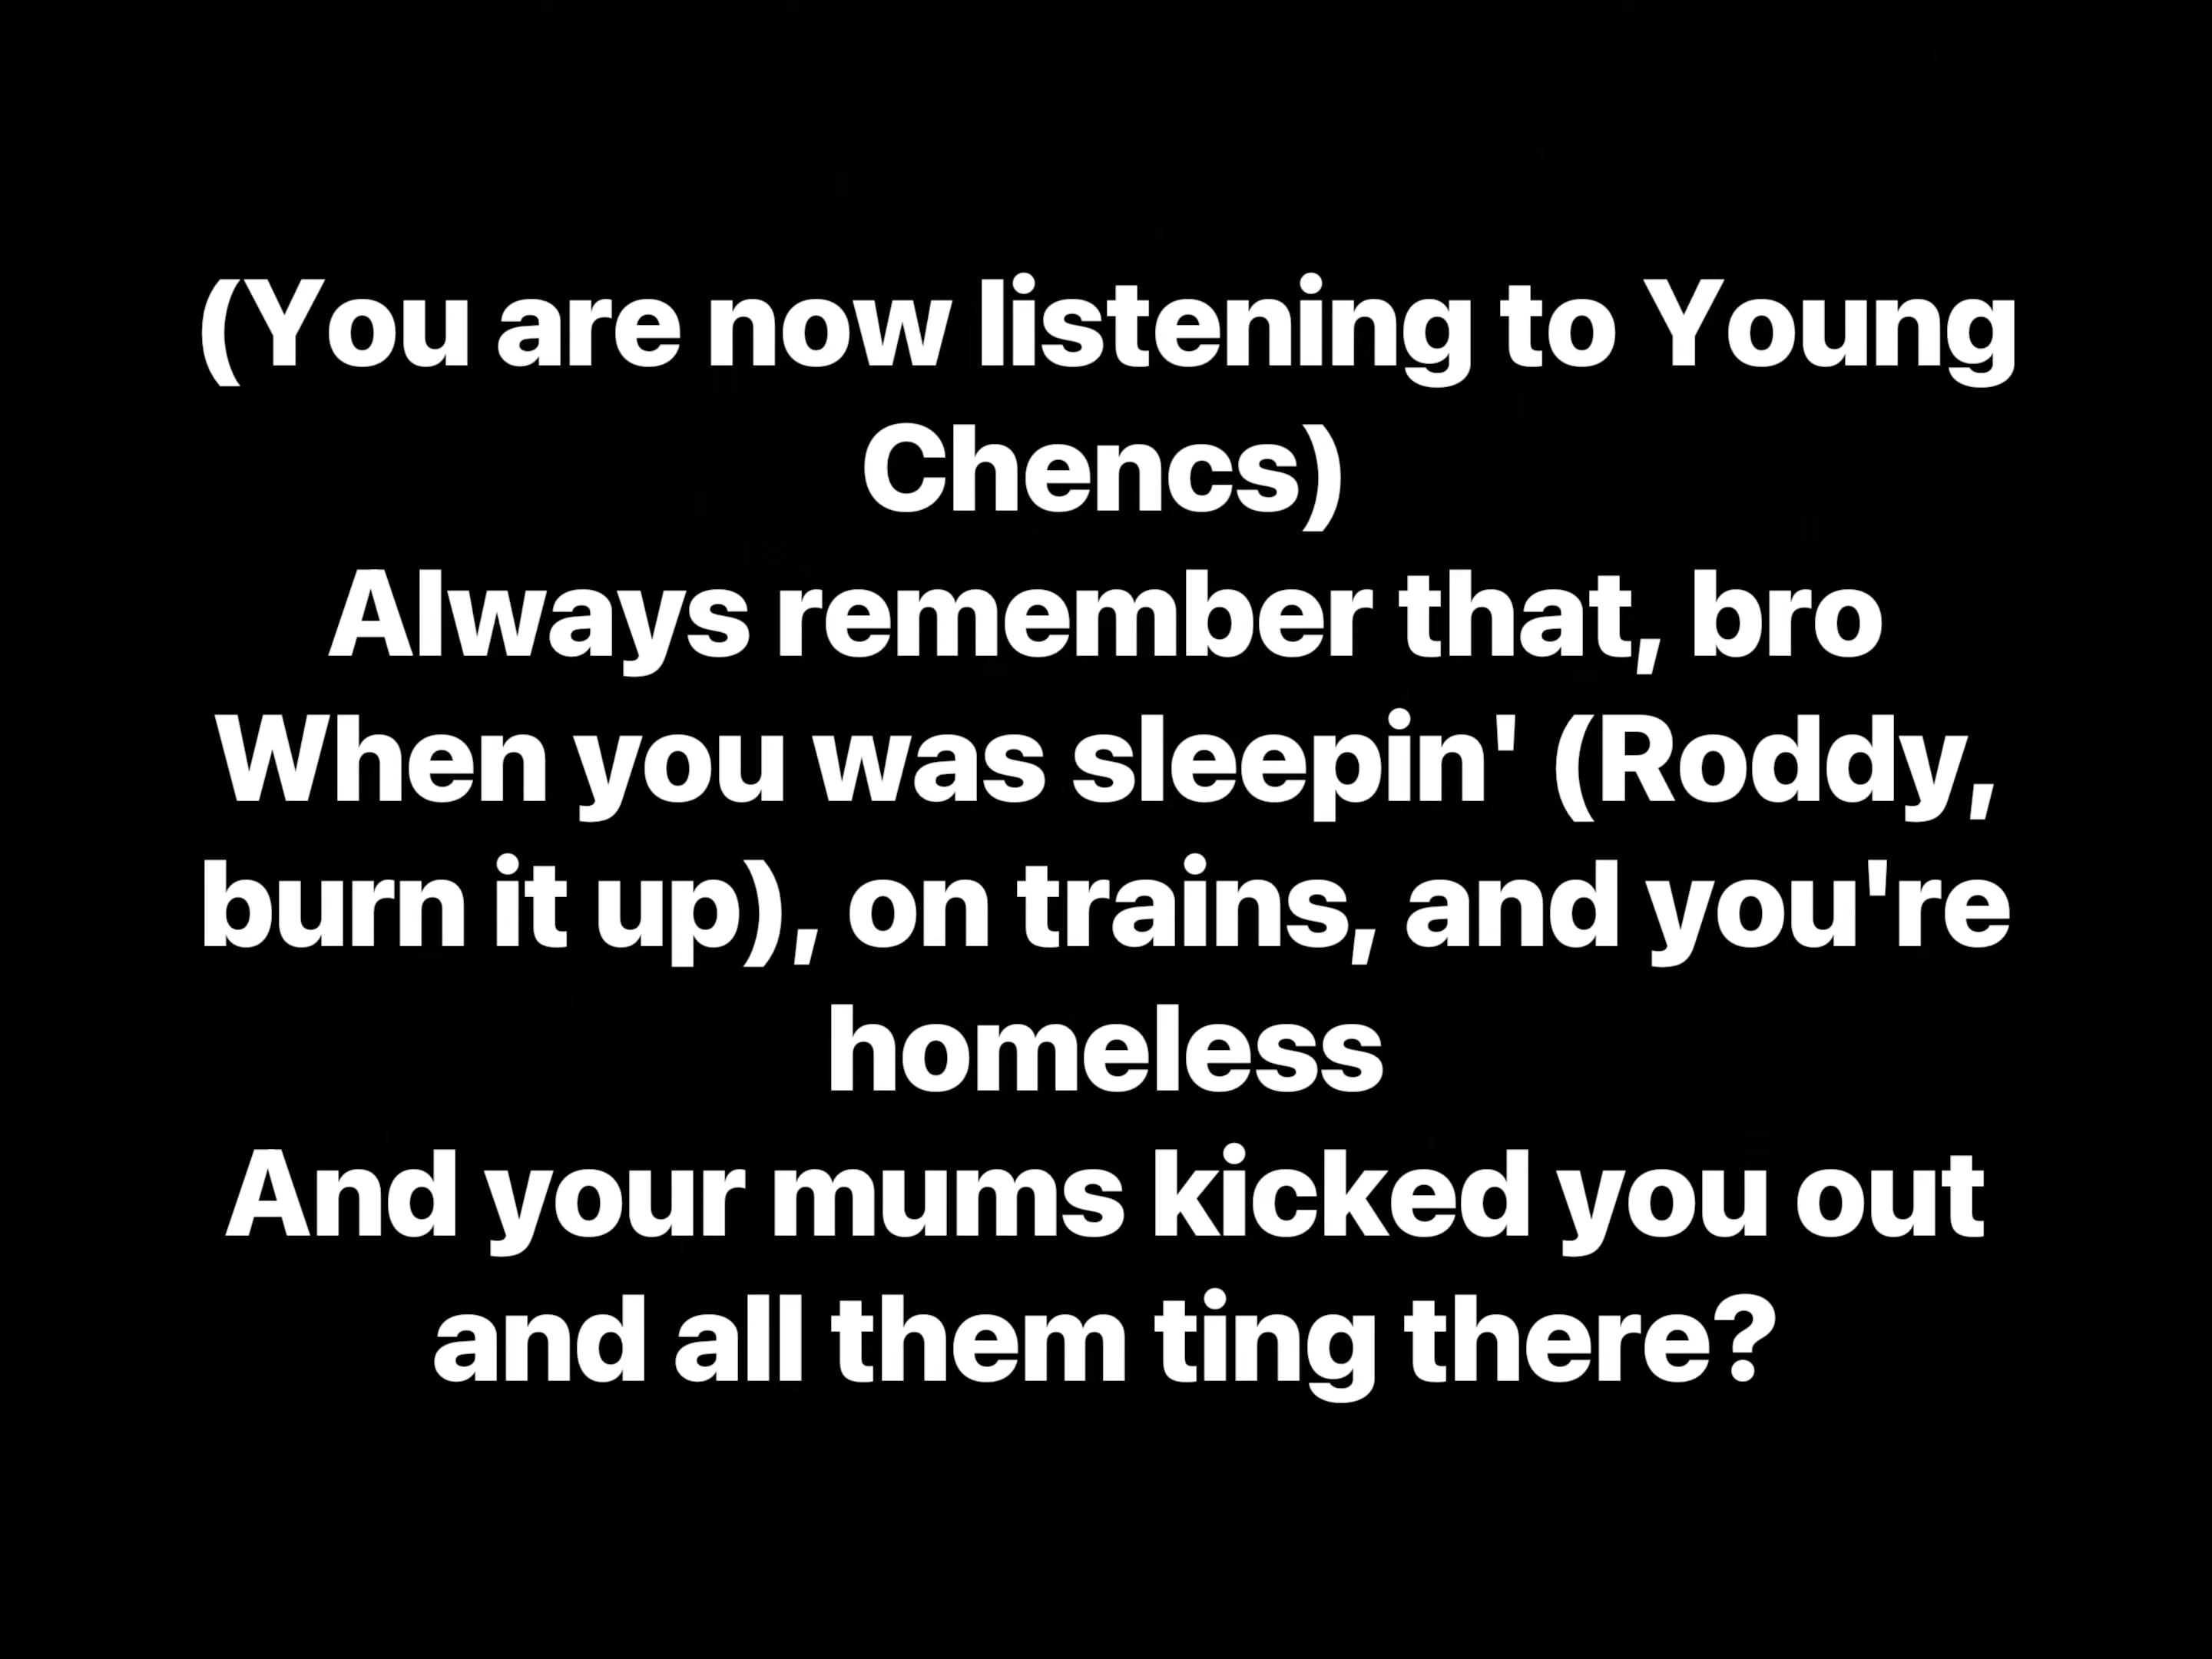 (You are now listening to Young
Chencs)
Always remember that, bro
When you was sleepin' (Roddy,
burn it up), on trains, and you're
homeless
And your mums kicked you out
and all them ting there?